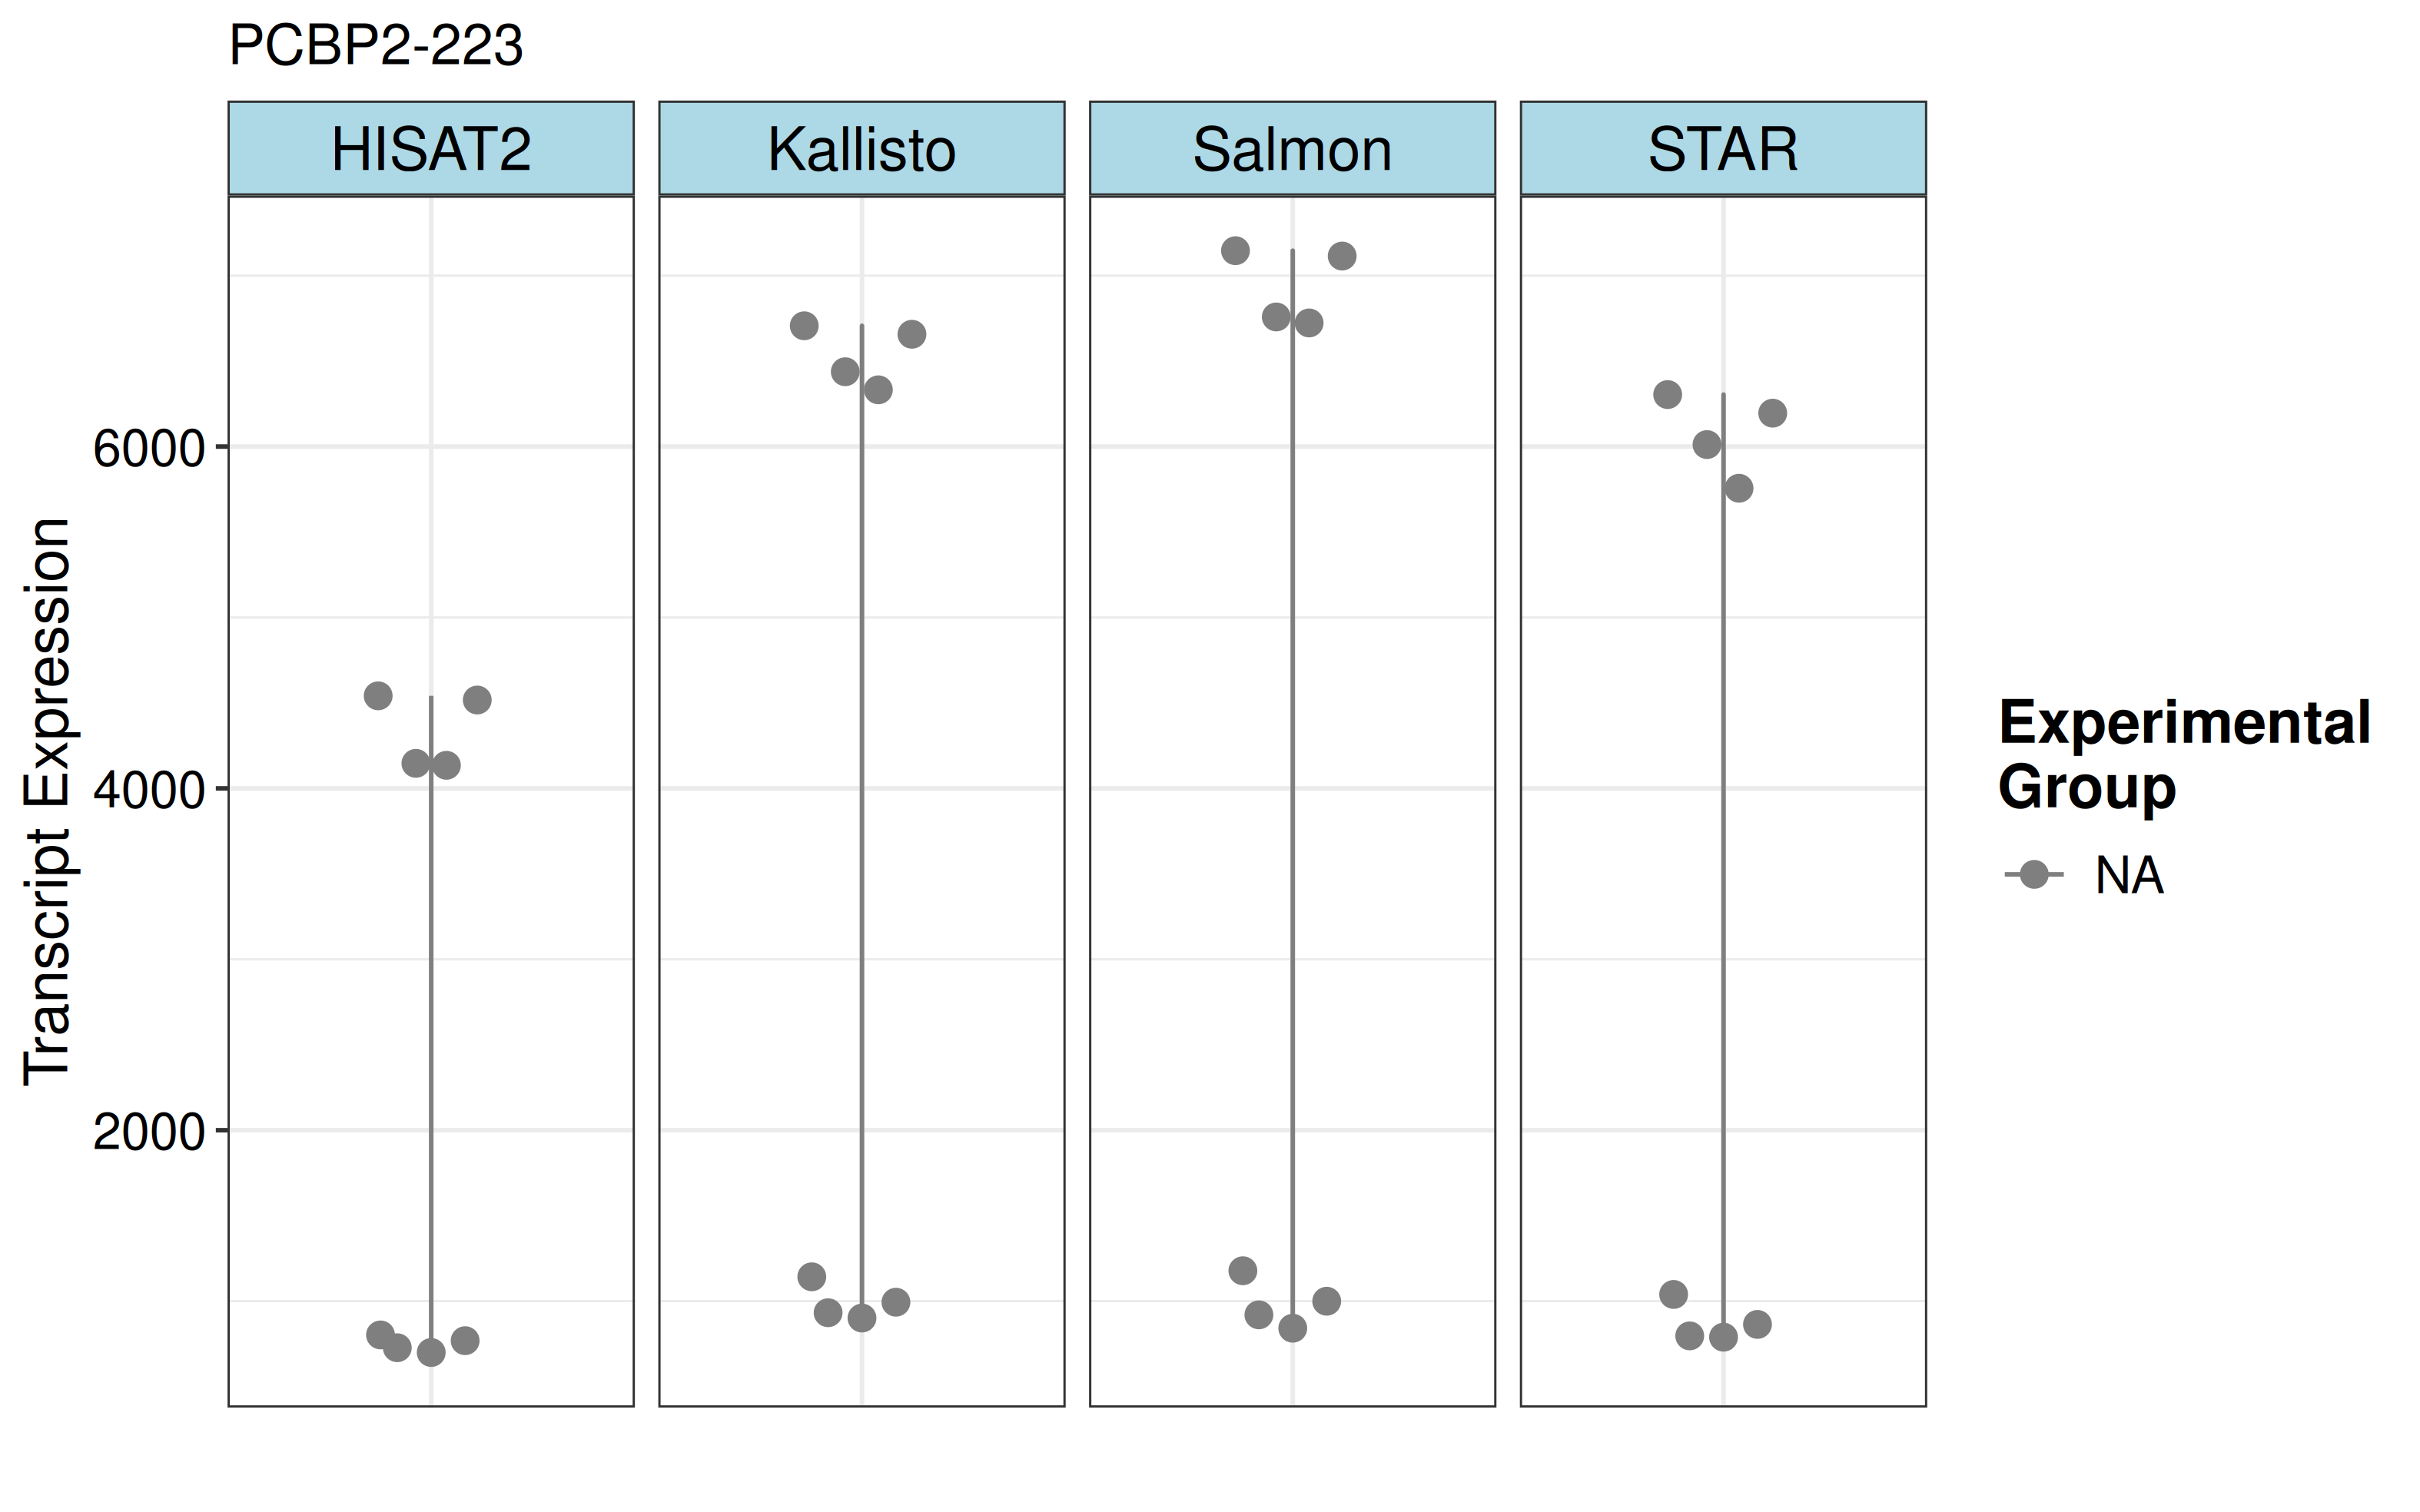 PCBP2-223
HISAT2
Kallisto
Salmon
STAR
Transcript Expression
6000
4000
2000
Experimental
Group
NA